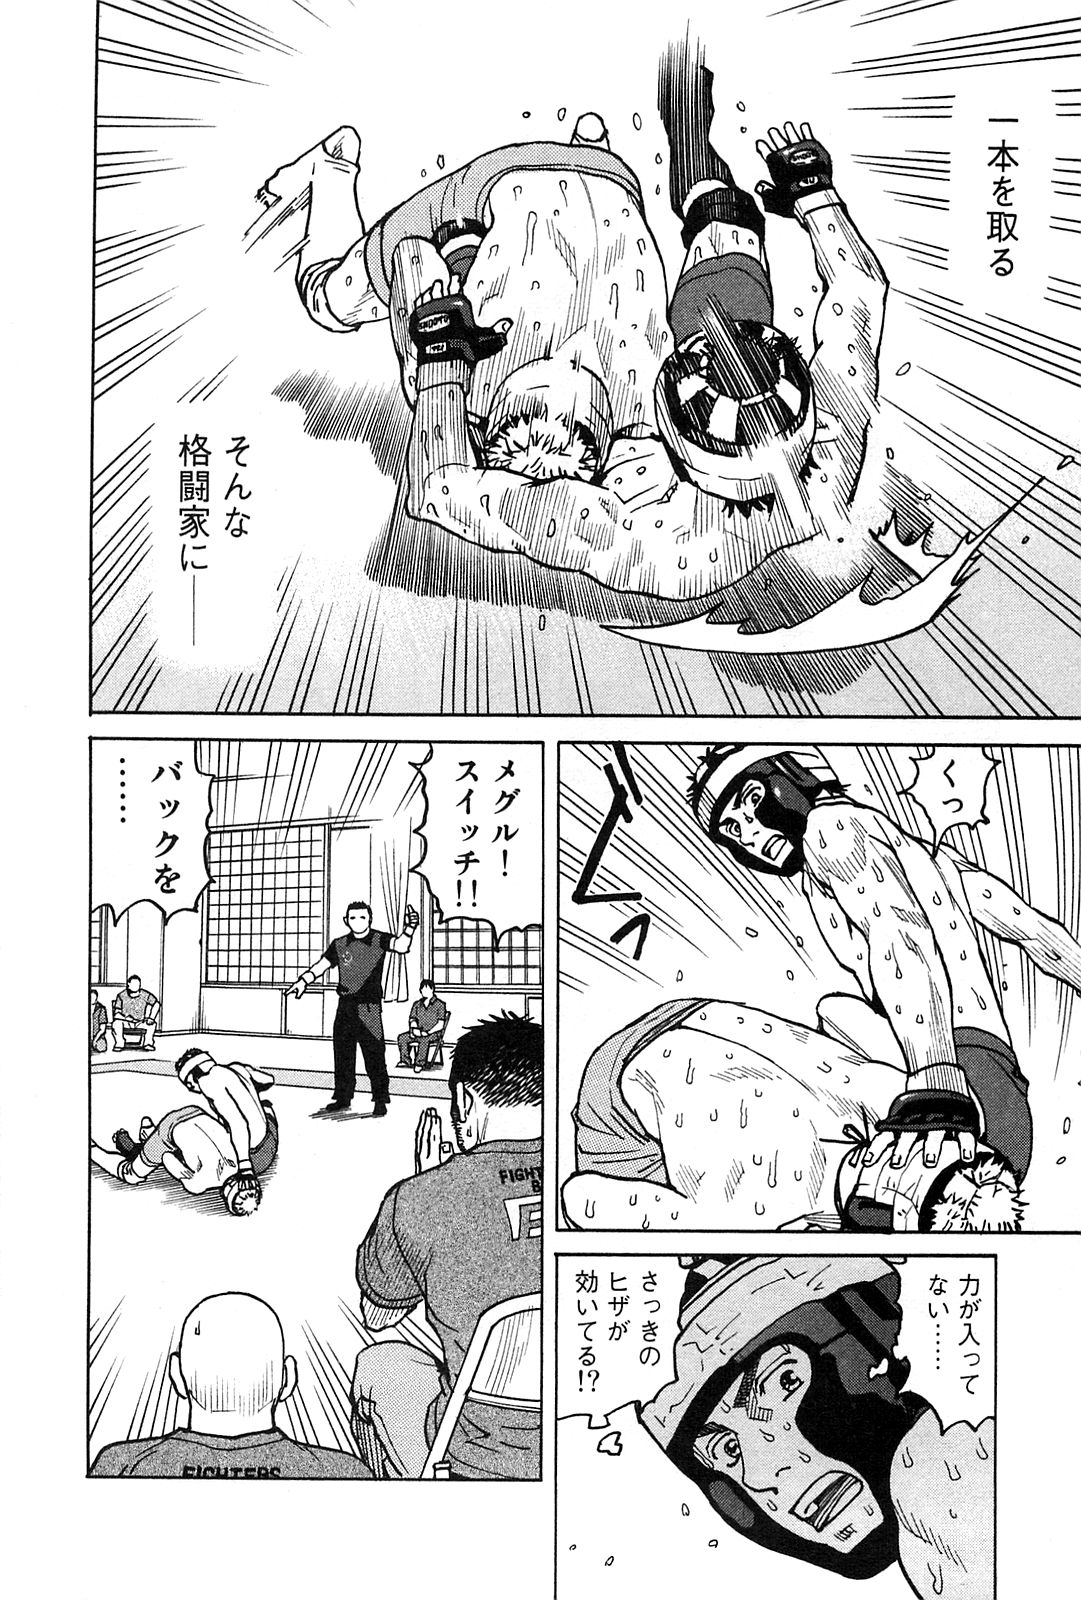 一本を取る
そんな
格闘家に──
くっ
力が入って
ない……
さっきの
ヒザが
効いてる!?
メグル!
スイッチ!!
バックを
……
FIGHTERS